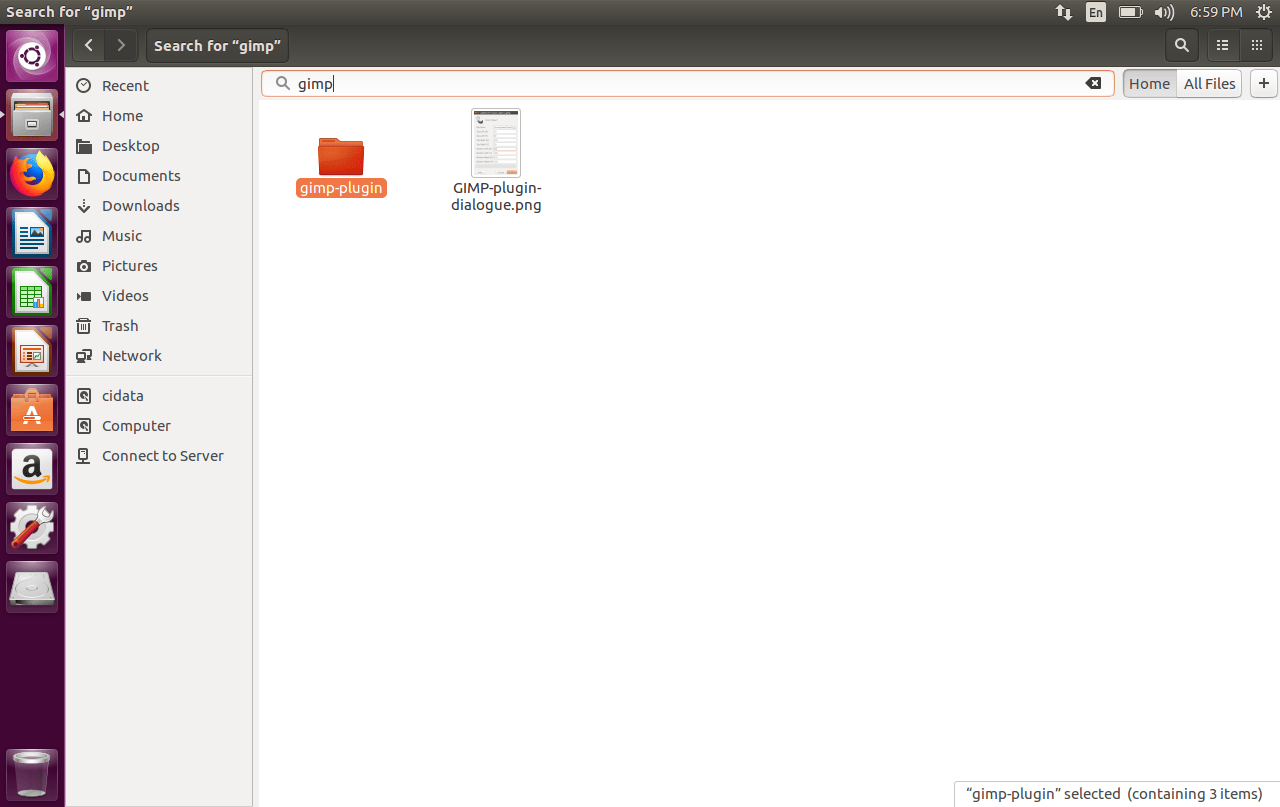 Search for “gimp”
En
6:59 PM
Search for “gimp”
Recent
Home
Desktop
Documents
Downloads
Music
Pictures
Videos
Trash
Network
cidata
Computer
Connect to Server
gimp
Home
All Files
gimp-plugin
GIMP-plugin-
dialogue.png
“gimp-plugin” selected (containing 3 items)